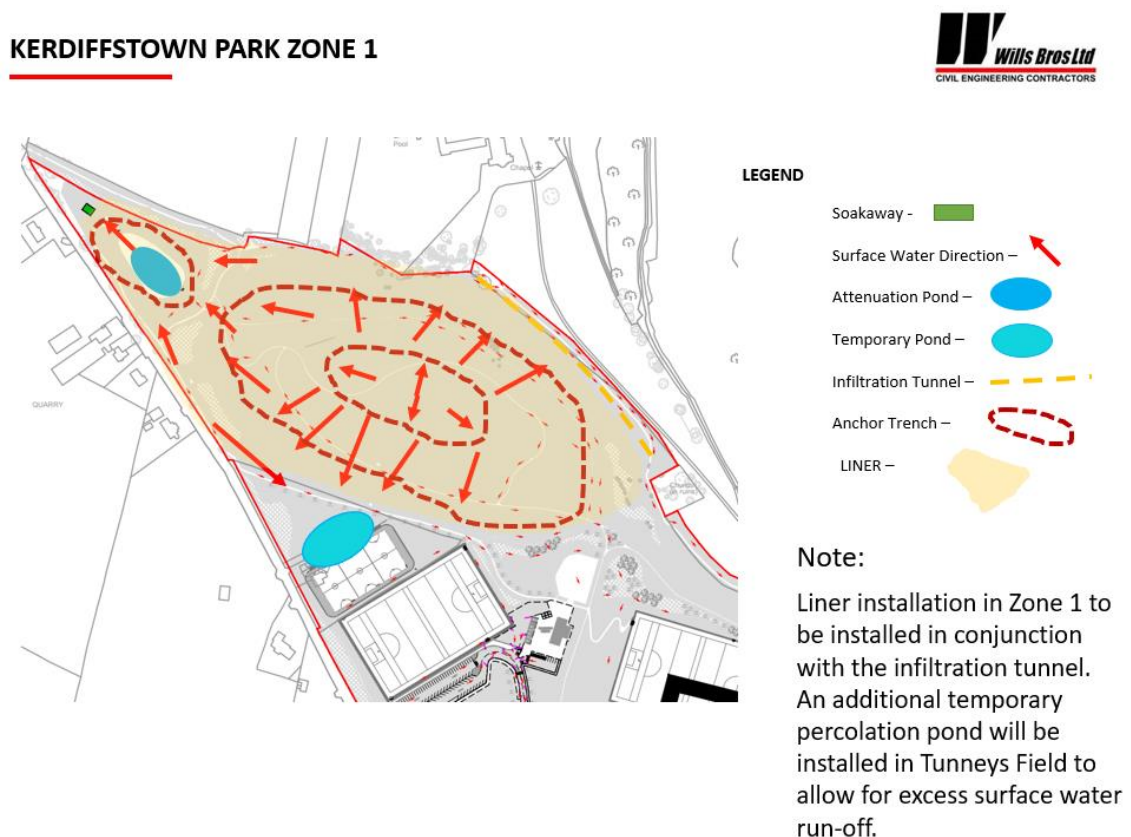 KERDIFFSTOWN PARK ZONE 1
Wills Bros Ltd
CIVIL ENGINEERING CONTRACTORS
Pool
Chapel
QUARRY
LEGEND
Soakaway -
Surface Water Direction –
Attenuation Pond –
Temporary Pond –
Infiltration Tunnel –
Anchor Trench –
LINER –
Note:
Liner installation in Zone 1 to
be installed in conjunction
with the infiltration tunnel.
An additional temporary
percolation pond will be
installed in Tunneys Field to
allow for excess surface water
run-off.